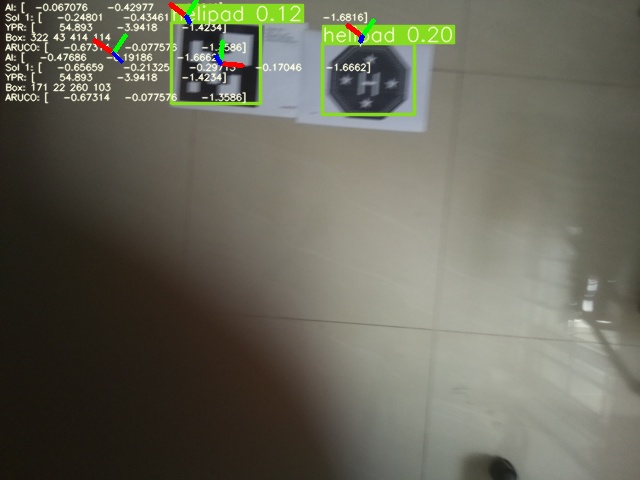 AI: [ -0.067076 -0.42977
helipad 0.12
Sol 1: [ -0.24801 -0.43461 -1.6816]
YPR: [ 54.893 -3.9418 -1.4234]
helipad 0.20
Box: 322 43 414 114
ARUCO: [ -0.67314 -0.077576 -1.3586]
AI: [ -0.47686 -0.19186 -1.6662]
Sol 1: [ -0.65659 -0.21325 -0.17046 -1.6662]
YPR: [ 54.893 -3.9418 -1.4234]
Box: 171 22 260 103
ARUCO: [ -0.67314 -0.077576 -1.3586]
H